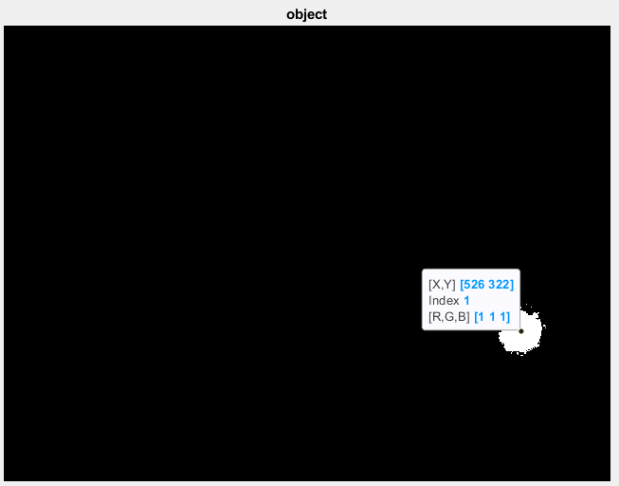 object
[X,Y] [526 322]
Index 1
[R,G,B] [1 1 1]